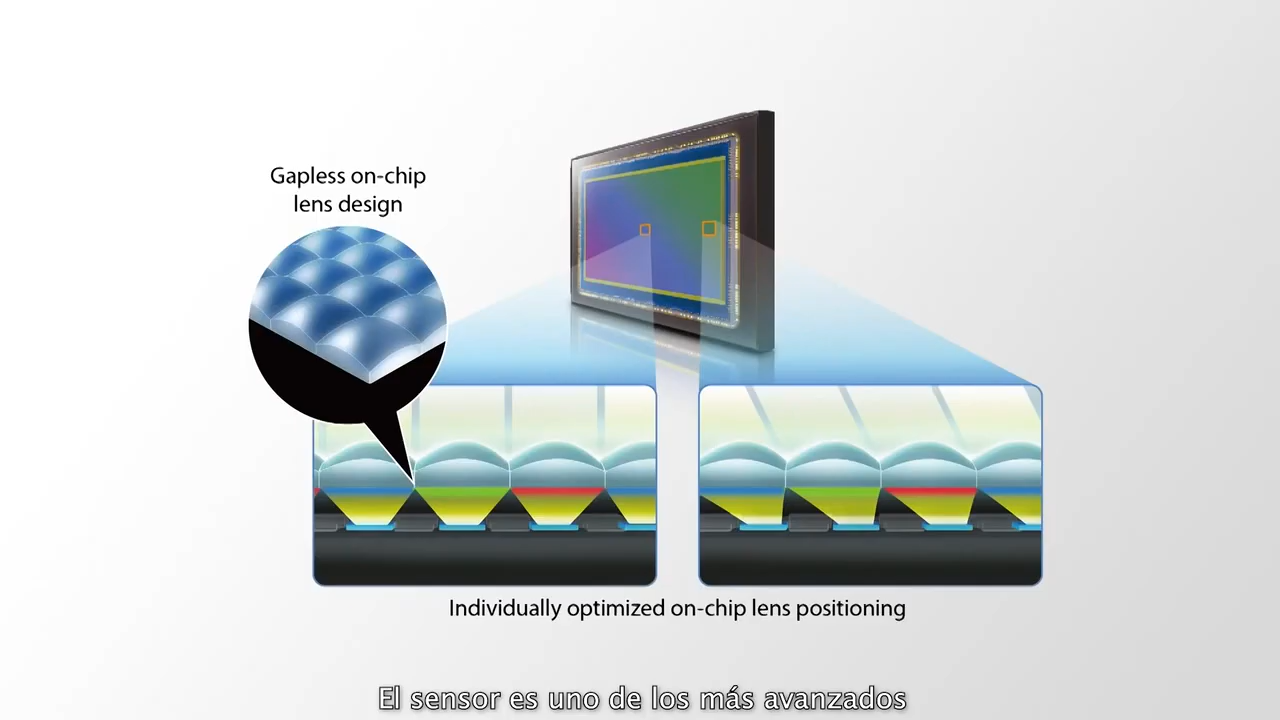 Gapless on-chip
lens design
Individually optimized on-chip lens positioning
El sensor es uno de los más avanzados